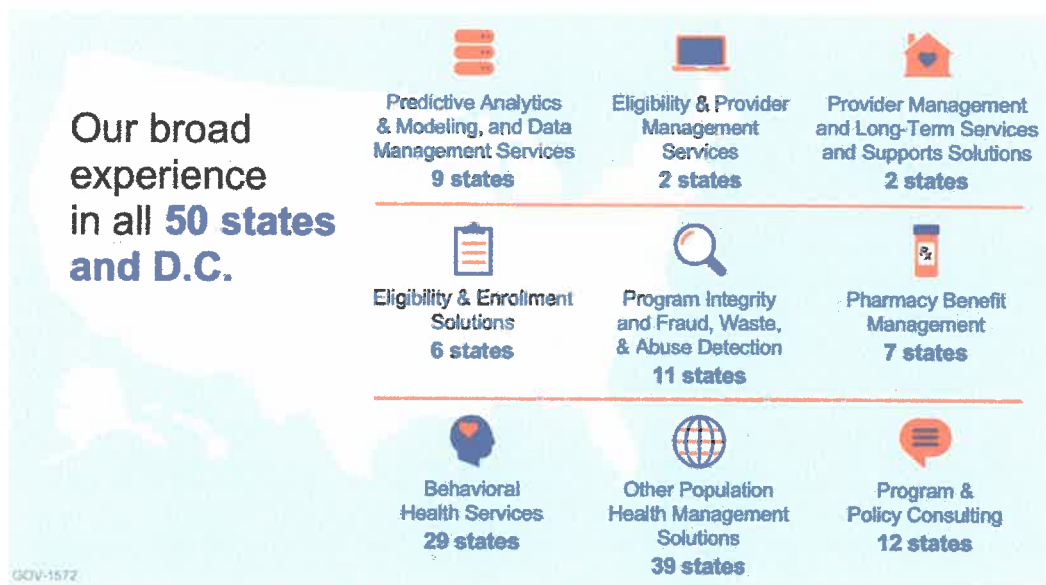 Our broad
experience
in all 50 states
and D.C.
Predictive Analytics
& Modeling, and Data
Management Services
9 states
Eligibility & Provider
Management
Services
2 states
Provider Management
and Long-Term Services
and Supports Solutions
2 states
Eligibility & Enrollment
Solutions
6 states
Program Integrity
and Fraud, Waste,
& Abuse Detection
11 states
Rx
Pharmacy Benefit
Management
7 states
Behavioral
Health Services
29 states
Other Population
Health Management
Solutions
39 states
Program &
Policy Consulting
12 states
GOV-1572